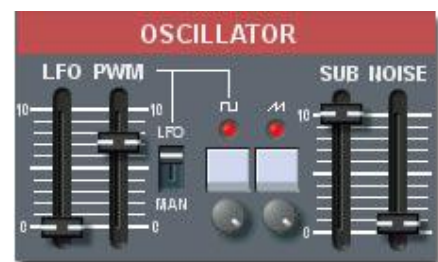 OSCILLATOR
LFO PWM SUB NOISE
10 10 10
LFO
MAN
0 0 0